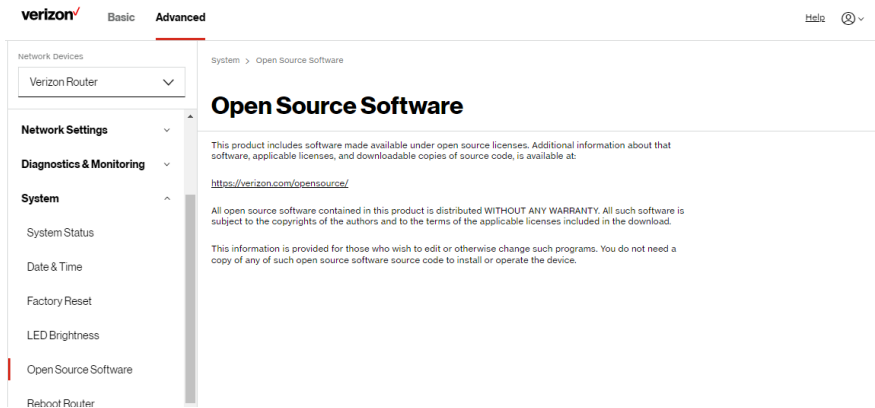 verizon Basic Advanced Help
Network Devices
Verizon Router
Network Settings
Diagnostics & Monitoring
System
System Status
Date & Time
Factory Reset
LED Brightness
Open Source Software
Reboot Router
System > Open Source Software
Open Source Software
This product includes software made available under open source licenses. Additional information about that
software, applicable licenses, and downloadable copies of source code, is available at:
https://verizon.com/opensource/
All open source software contained in this product is distributed WITHOUT ANY WARRANTY. All such software is
subject to the copyrights of the authors and to the terms of the applicable licenses included in the download.
This information is provided for those who wish to edit or otherwise change such programs. You do not need a
copy of any of such open source software source code to install or operate the device.